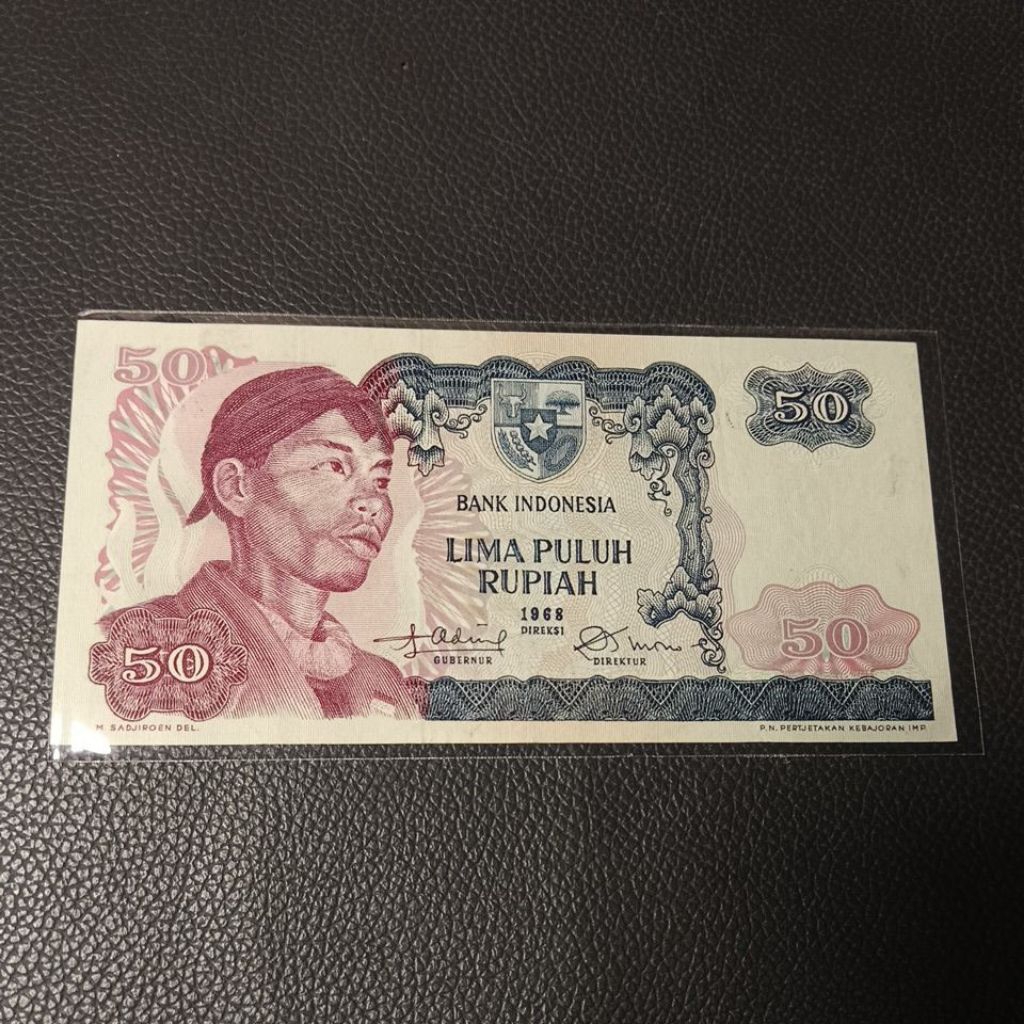 50
50
BANK INDONESIA
LIMA PULUH
RUPIAH
1968
DIREKSI
GUBERNUR
DIREKTUR
50
50
M. SADJIROEN DEL.
P.N. PERTJETAKAN KEBAJORAN IMP.